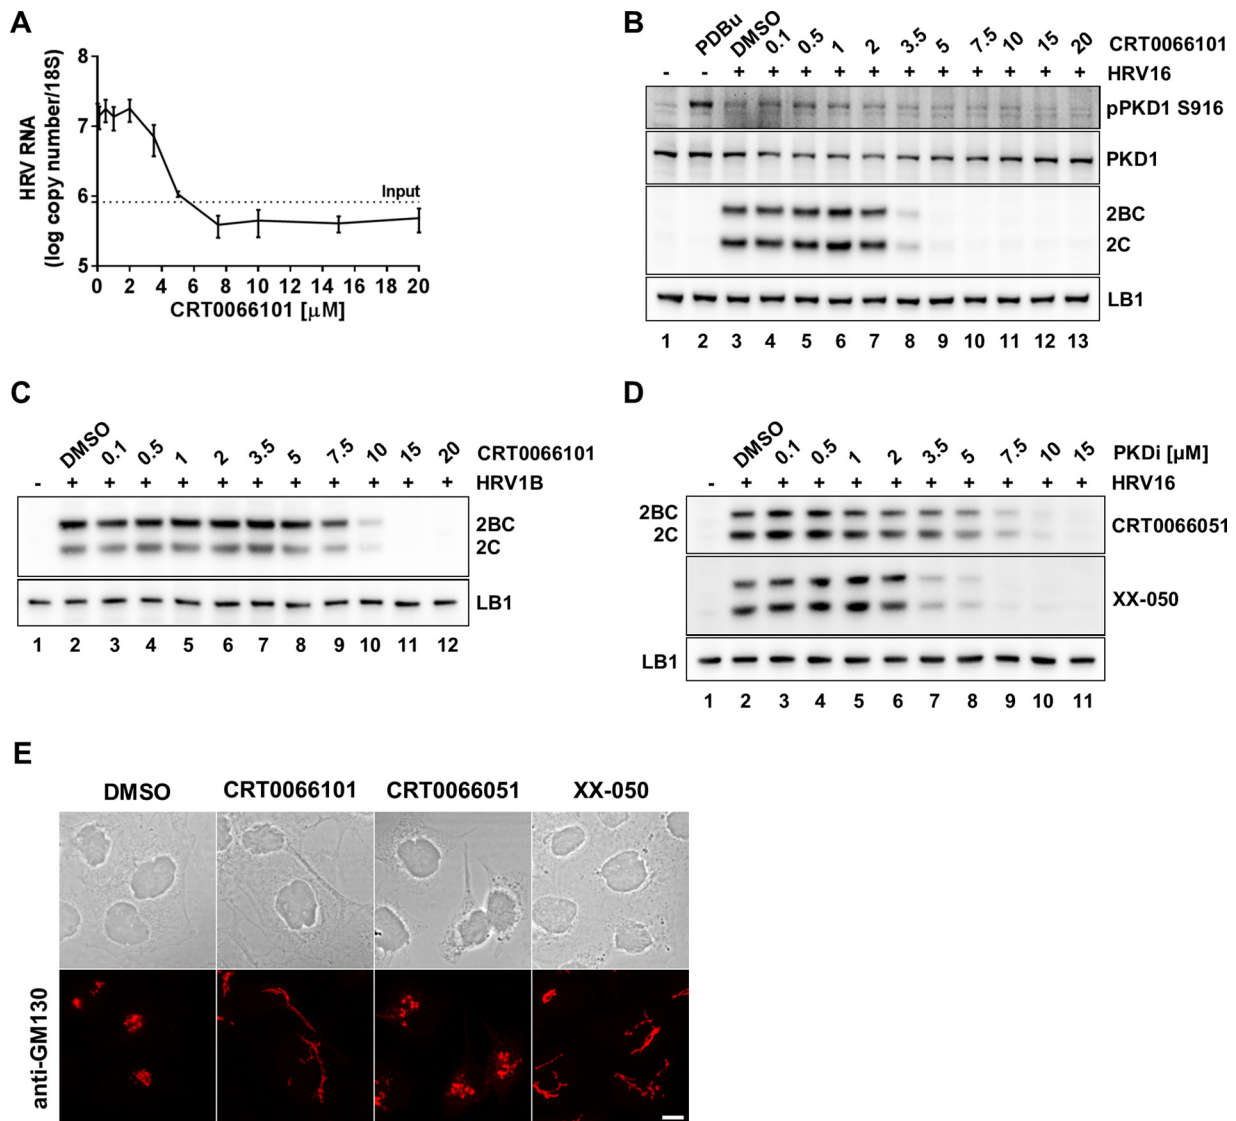 A
HRV RNA
(log copy number/18S)
8
7
6
5
Input
0 2 4 6 8 10 12 14 16 18 20
CRT0066101 [µM]
B
PDBu DMSO 0.1 0.5 1 2 3.5 5 7.5 10 15 20 CRT0066101
- - + + + + + + + + + + + HRV16
pPKD1 S916
PKD1
2BC
2C
LB1
1 2 3 4 5 6 7 8 9 10 11 12 13
C
DMSO 0.1 0.5 1 2 3.5 5 7.5 10 15 20 CRT0066101
- + + + + + + + + + + + HRV1B
2BC
2C
LB1
1 2 3 4 5 6 7 8 9 10 11 12
D
DMSO 0.1 0.5 1 2 3.5 5 7.5 10 15 PKDi [µM]
- + + + + + + + + + + HRV16
2BC
2C
CRT0066051
XX-050
LB1
1 2 3 4 5 6 7 8 9 10 11
E
DMSO CRT0066101 CRT0066051 XX-050
anti-GM130